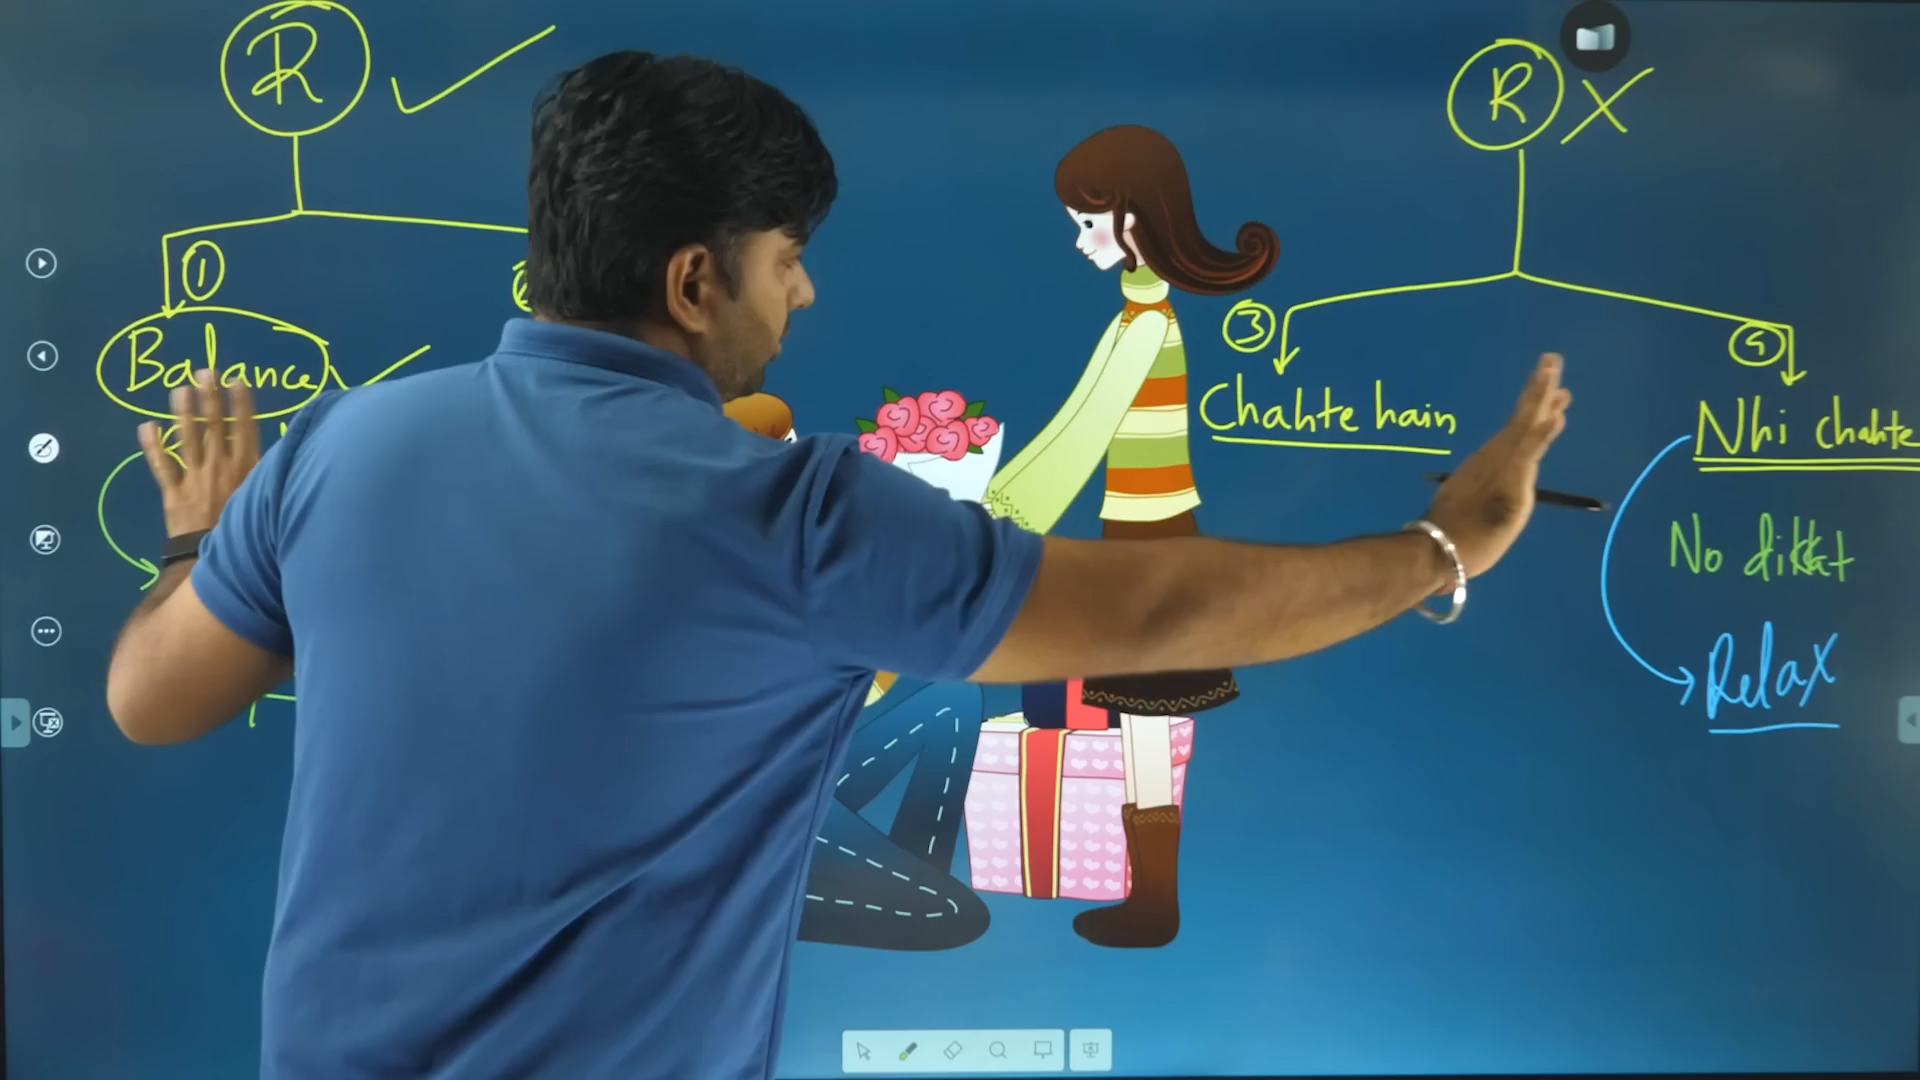 R
R X
1
3
4
Balance
Chahte hain
Nhi chahte
No dikkat
Relax